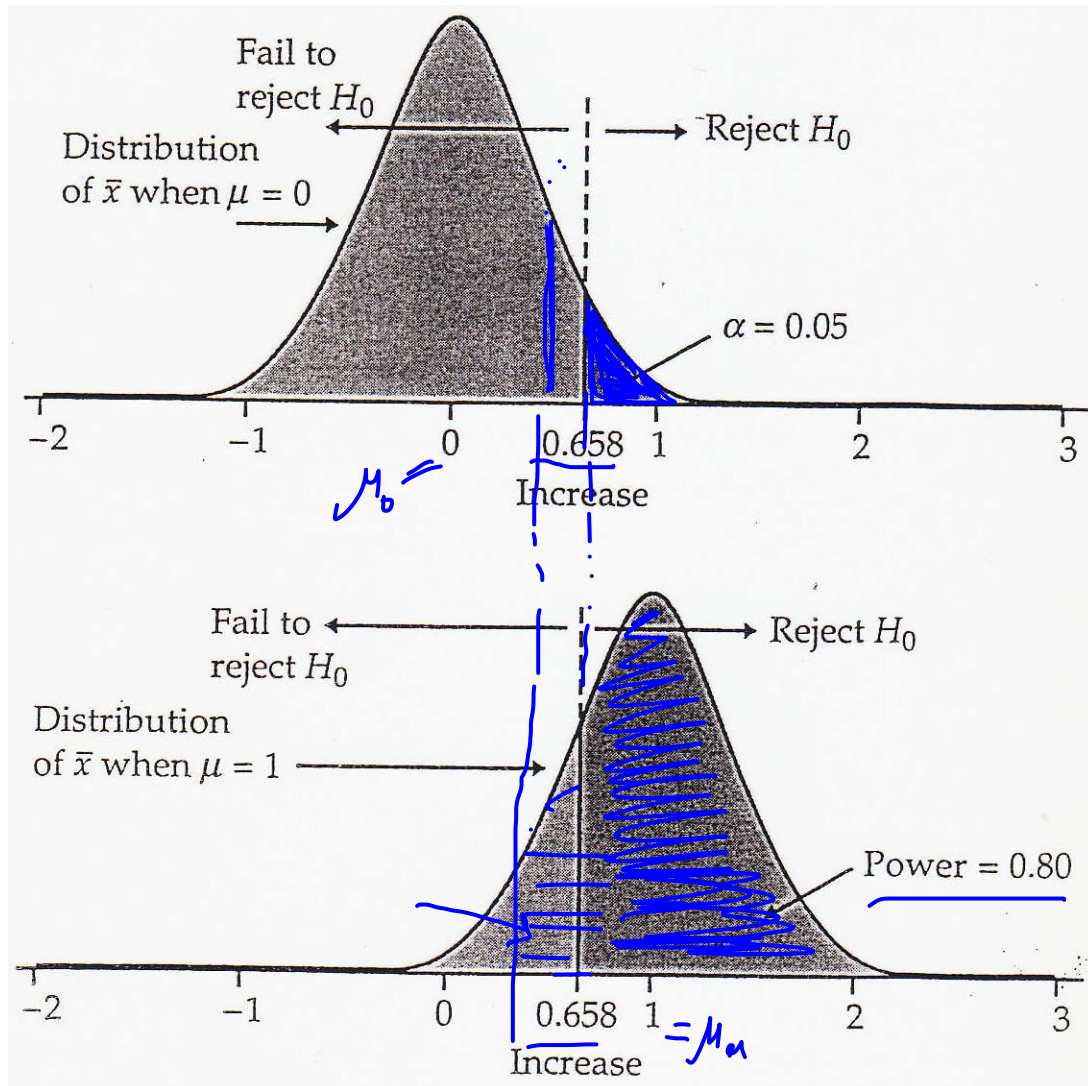 Fail to
reject H₀
Reject H₀
Distribution
of x̄ when μ = 0
α = 0.05
−2 −1 0 0.658 1 2 3
μ₀ =
Increase
Fail to
reject H₀
Reject H₀
Distribution
of x̄ when μ = 1
Power = 0.80
−2 −1 0 0.658 1 2 3
Increase